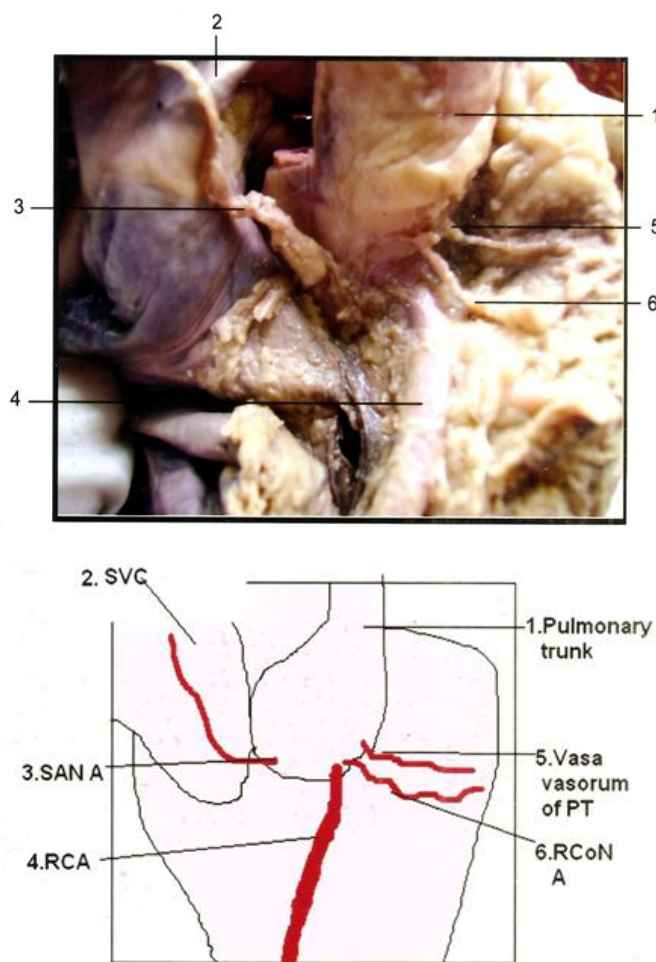 2
1
3
5
6
4
2. SVC
1.Pulmonary
trunk
3.SAN A
5.Vasa
vasorum
of PT
4.RCA
6.RCoN
A